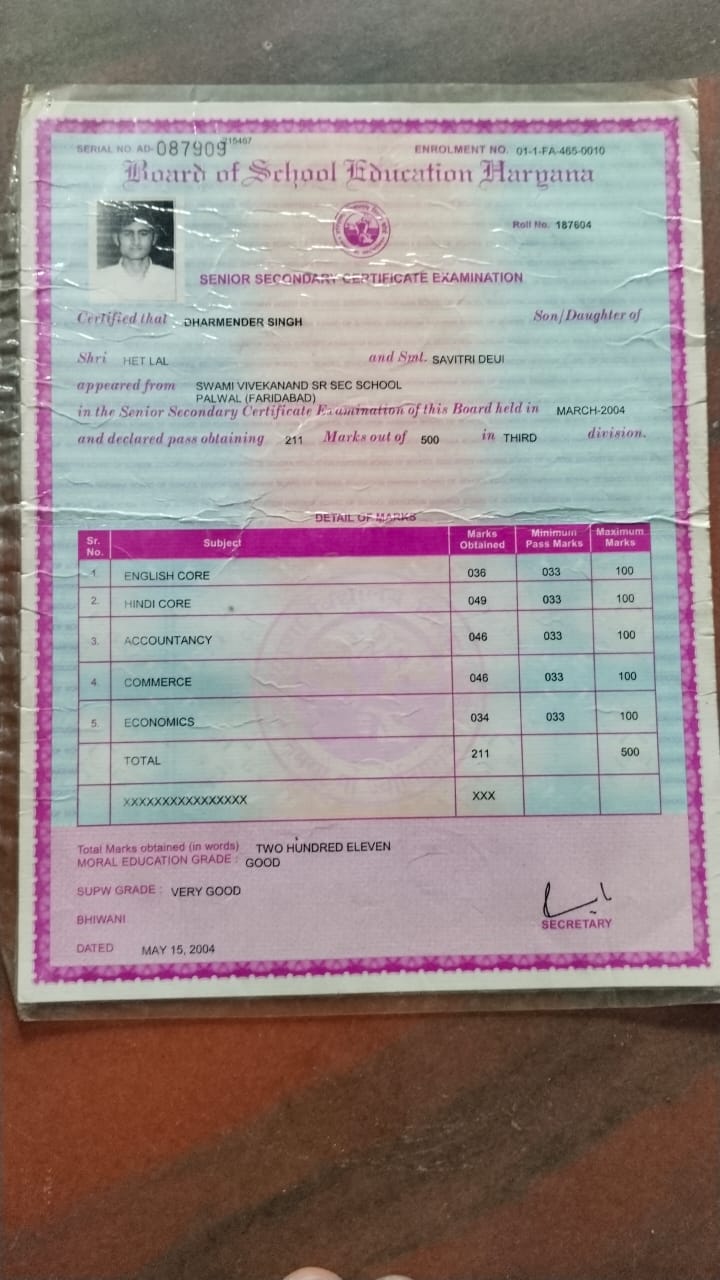 SERIAL NO. AD- 087909 215467 ENROLMENT NO. 01-1-FA-465-0010
Board of School Education Haryana
Roll No. 187604
SENIOR SECONDARY CERTIFICATE EXAMINATION
Certified that DHARMENDER SINGH Son/Daughter of
Shri HET LAL and Smt. SAVITRI DEUI
appeared from SWAMI VIVEKANAND SR SEC SCHOOL
PALWAL (FARIDABAD)
in the Senior Secondary Certificate Examination of this Board held in MARCH-2004
and declared pass obtaining 211 Marks out of 500 in THIRD division.
DETAIL OF MARKS
Sr. No. Subject Marks Obtained Minimum Pass Marks Maximum Marks
1. ENGLISH CORE 036 033 100
2. HINDI CORE 049 033 100
3. ACCOUNTANCY 046 033 100
4. COMMERCE 046 033 100
5. ECONOMICS 034 033 100
TOTAL 211 500
XXXXXXXXXXXXXXXX XXX
Total Marks obtained (in words) TWO HUNDRED ELEVEN
MORAL EDUCATION GRADE : GOOD
SUPW GRADE : VERY GOOD
BHIWANI
SECRETARY
DATED MAY 15, 2004